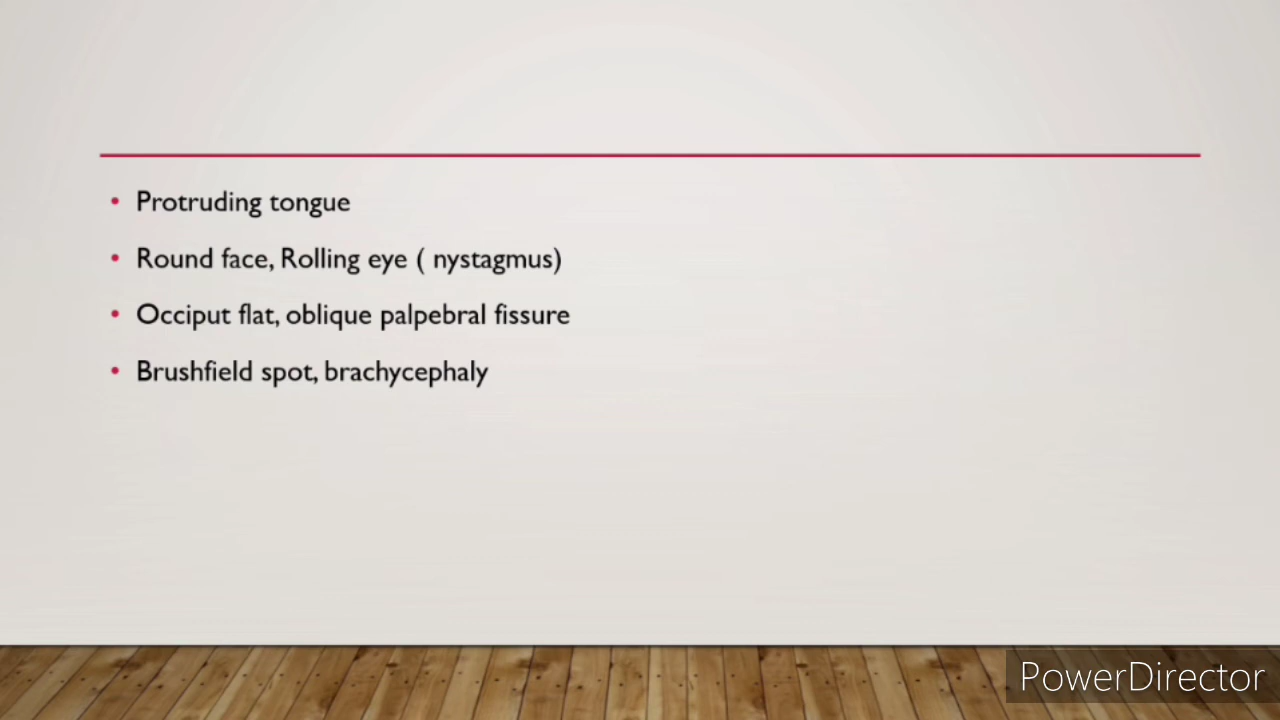 • Protruding tongue
• Round face, Rolling eye ( nystagmus)
• Occiput flat, oblique palpebral fissure
• Brushfield spot, brachycephaly
PowerDirector